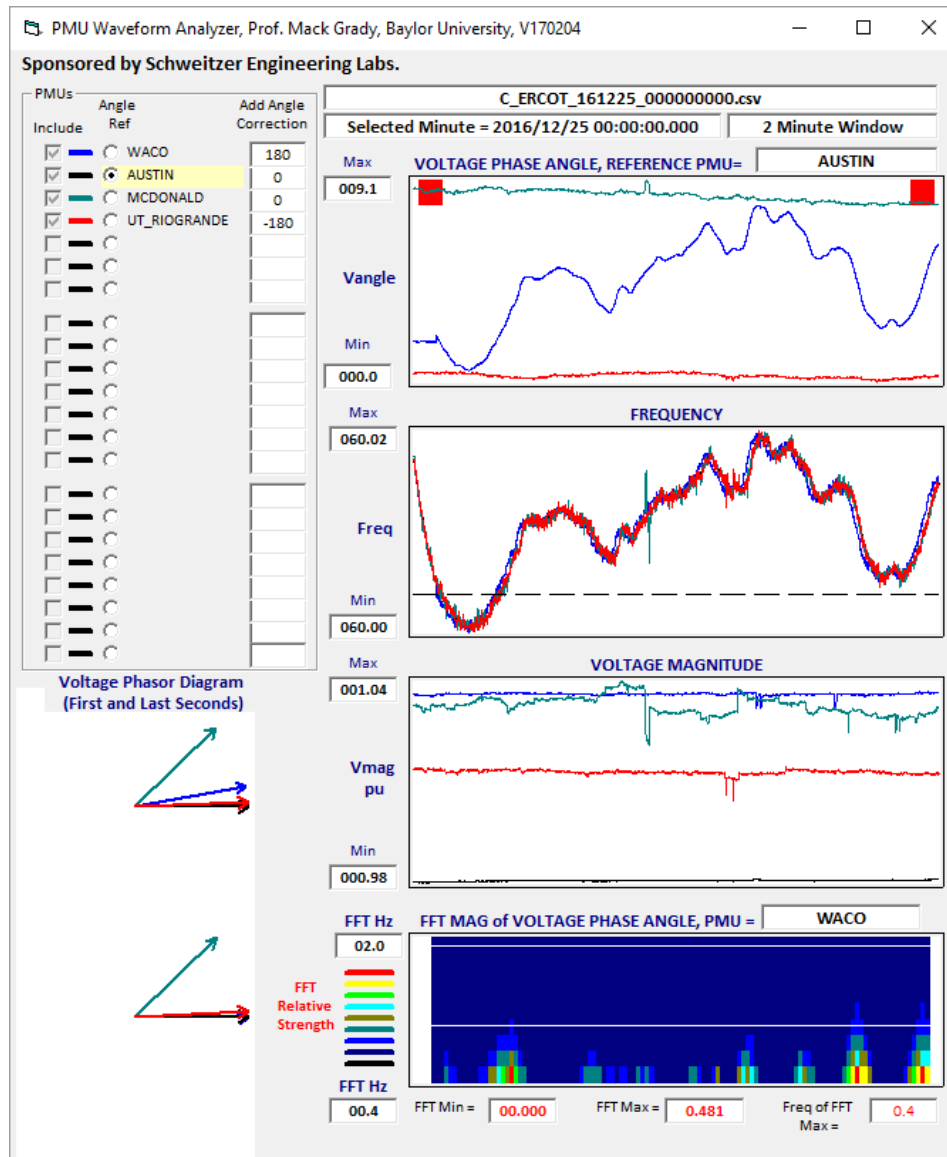 PMU Waveform Analyzer, Prof. Mack Grady, Baylor University, V170204
Sponsored by Schweitzer Engineering Labs.
PMUs
Include
Angle
Ref
Add Angle
Correction
WACO 180
AUSTIN 0
MCDONALD 0
UT_RIOGRANDE -180
C_ERCOT_161225_000000000.csv
Selected Minute = 2016/12/25 00:00:00.000
2 Minute Window
VOLTAGE PHASE ANGLE, REFERENCE PMU=
AUSTIN
Max
009.1
Vangle
Min
000.0
FREQUENCY
Max
060.02
Freq
Min
060.00
VOLTAGE MAGNITUDE
Max
001.04
Vmag
pu
Min
000.98
Voltage Phasor Diagram
(First and Last Seconds)
FFT MAG of VOLTAGE PHASE ANGLE, PMU =
WACO
FFT Hz
02.0
FFT
Relative
Strength
FFT Hz
00.4
FFT Min =
00.000
FFT Max =
0.481
Freq of FFT
Max =
0.4